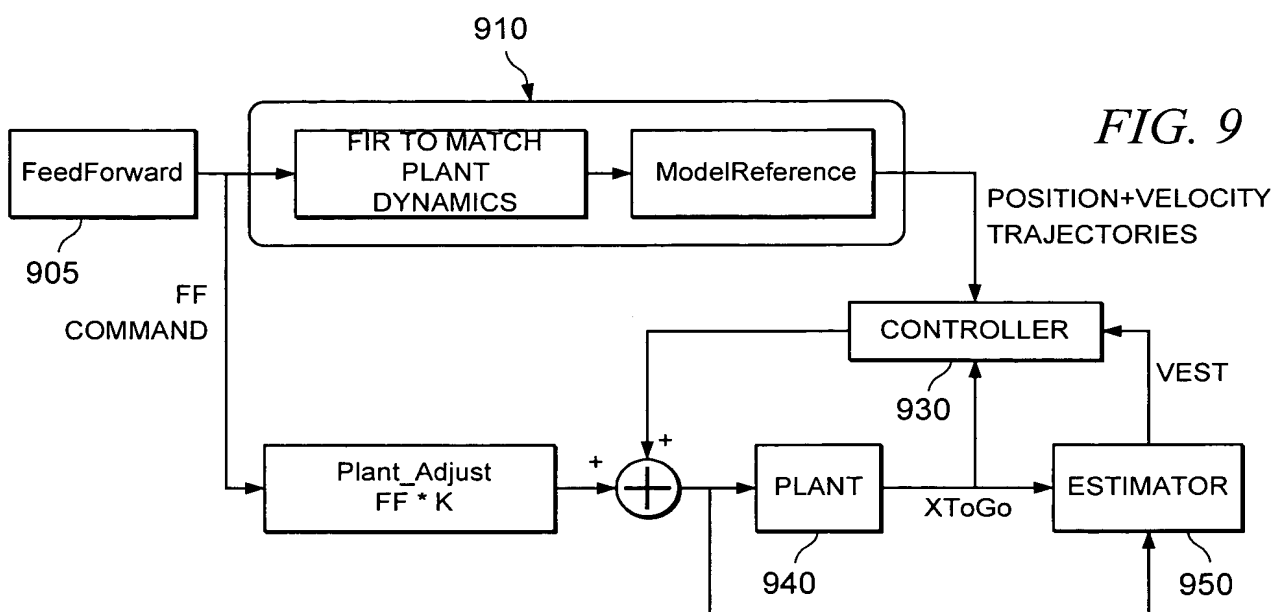 910
FIG. 9
FeedForward
FIR TO MATCH
PLANT
DYNAMICS
ModelReference
905
POSITION+VELOCITY
TRAJECTORIES
FF
COMMAND
CONTROLLER
930
VEST
Plant_Adjust
FF * K
+
+
PLANT
XToGo
ESTIMATOR
940
950